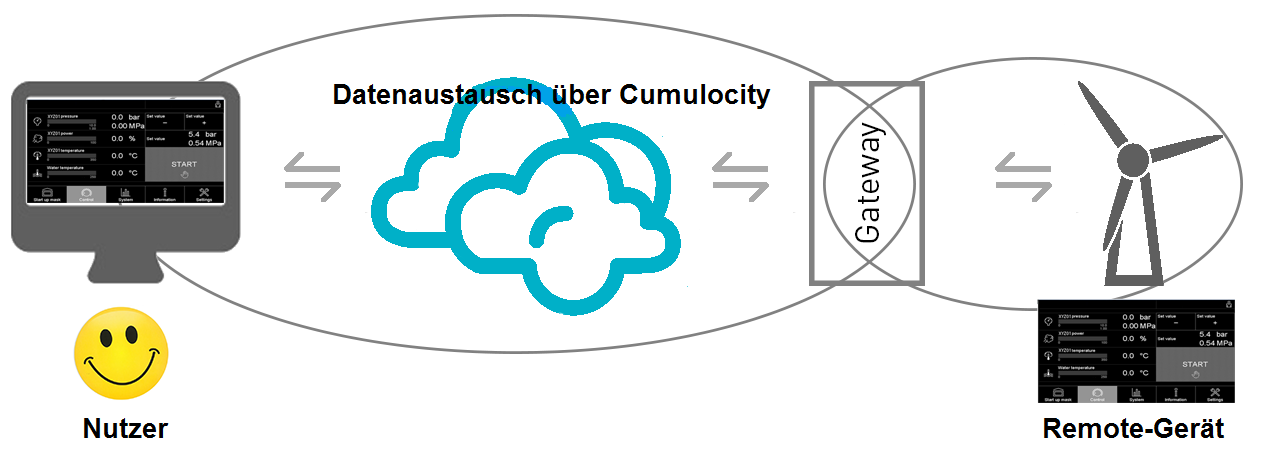 Datenaustausch über Cumulocity
XYZ01 pressure
0.0 bar
0.00 MPa
Set value
−
Set value
+
XYZ01 power
0.0 %
Set value
5.4 bar
0.54 MPa
XYZ01 temperature
0.0 °C
START
Water temperature
0.0 °C
Start up mask
Control
System
Information
Settings
Gateway
Nutzer
XYZ01 pressure
0.0 bar
0.00 MPa
Set value
−
Set value
+
XYZ01 power
0.0 %
Set value
5.4 bar
0.54 MPa
XYZ01 temperature
0.0 °C
START
Water temperature
0.0 °C
Start up mask
Control
System
Information
Settings
Remote-Gerät